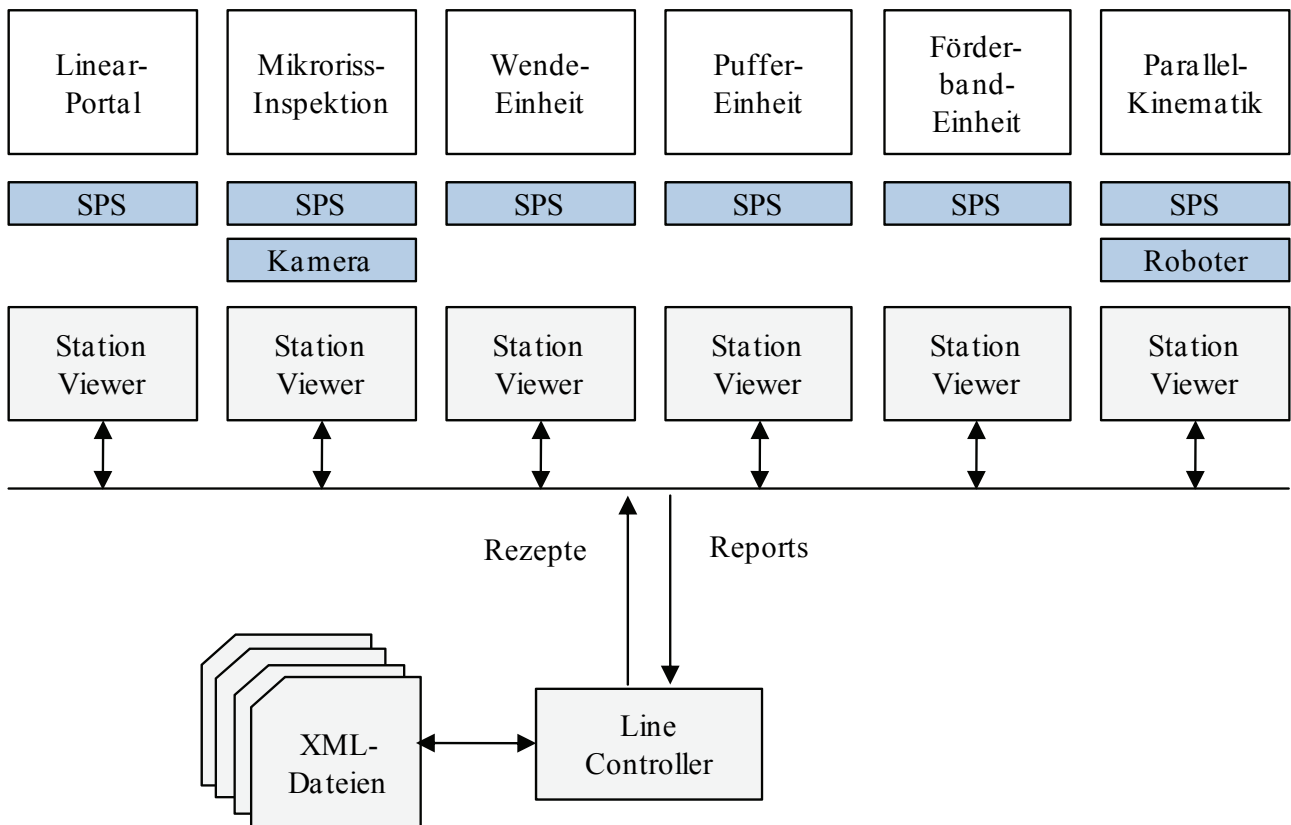 Linear-
Portal
Mikroriss-
Inspektion
Wende-
Einheit
Puffer-
Einheit
Förder-
band-
Einheit
Parallel-
Kinematik
SPS
SPS
SPS
SPS
SPS
SPS
Kamera
Roboter
Station
Viewer
Station
Viewer
Station
Viewer
Station
Viewer
Station
Viewer
Station
Viewer
Rezepte
Reports
XML-
Dateien
Line
Controller